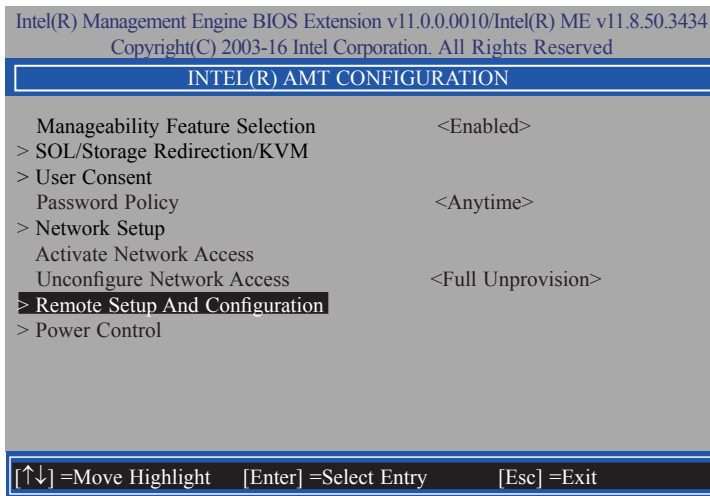 Intel(R) Management Engine BIOS Extension v11.0.0.0010/Intel(R) ME v11.8.50.3434
Copyright(C) 2003-16 Intel Corporation. All Rights Reserved
INTEL(R) AMT CONFIGURATION
Manageability Feature Selection <Enabled>
> SOL/Storage Redirection/KVM
> User Consent
Password Policy <Anytime>
> Network Setup
Activate Network Access
Unconfigure Network Access <Full Unprovision>
> Remote Setup And Configuration
> Power Control
[↑↓] =Move Highlight [Enter] =Select Entry [Esc] =Exit